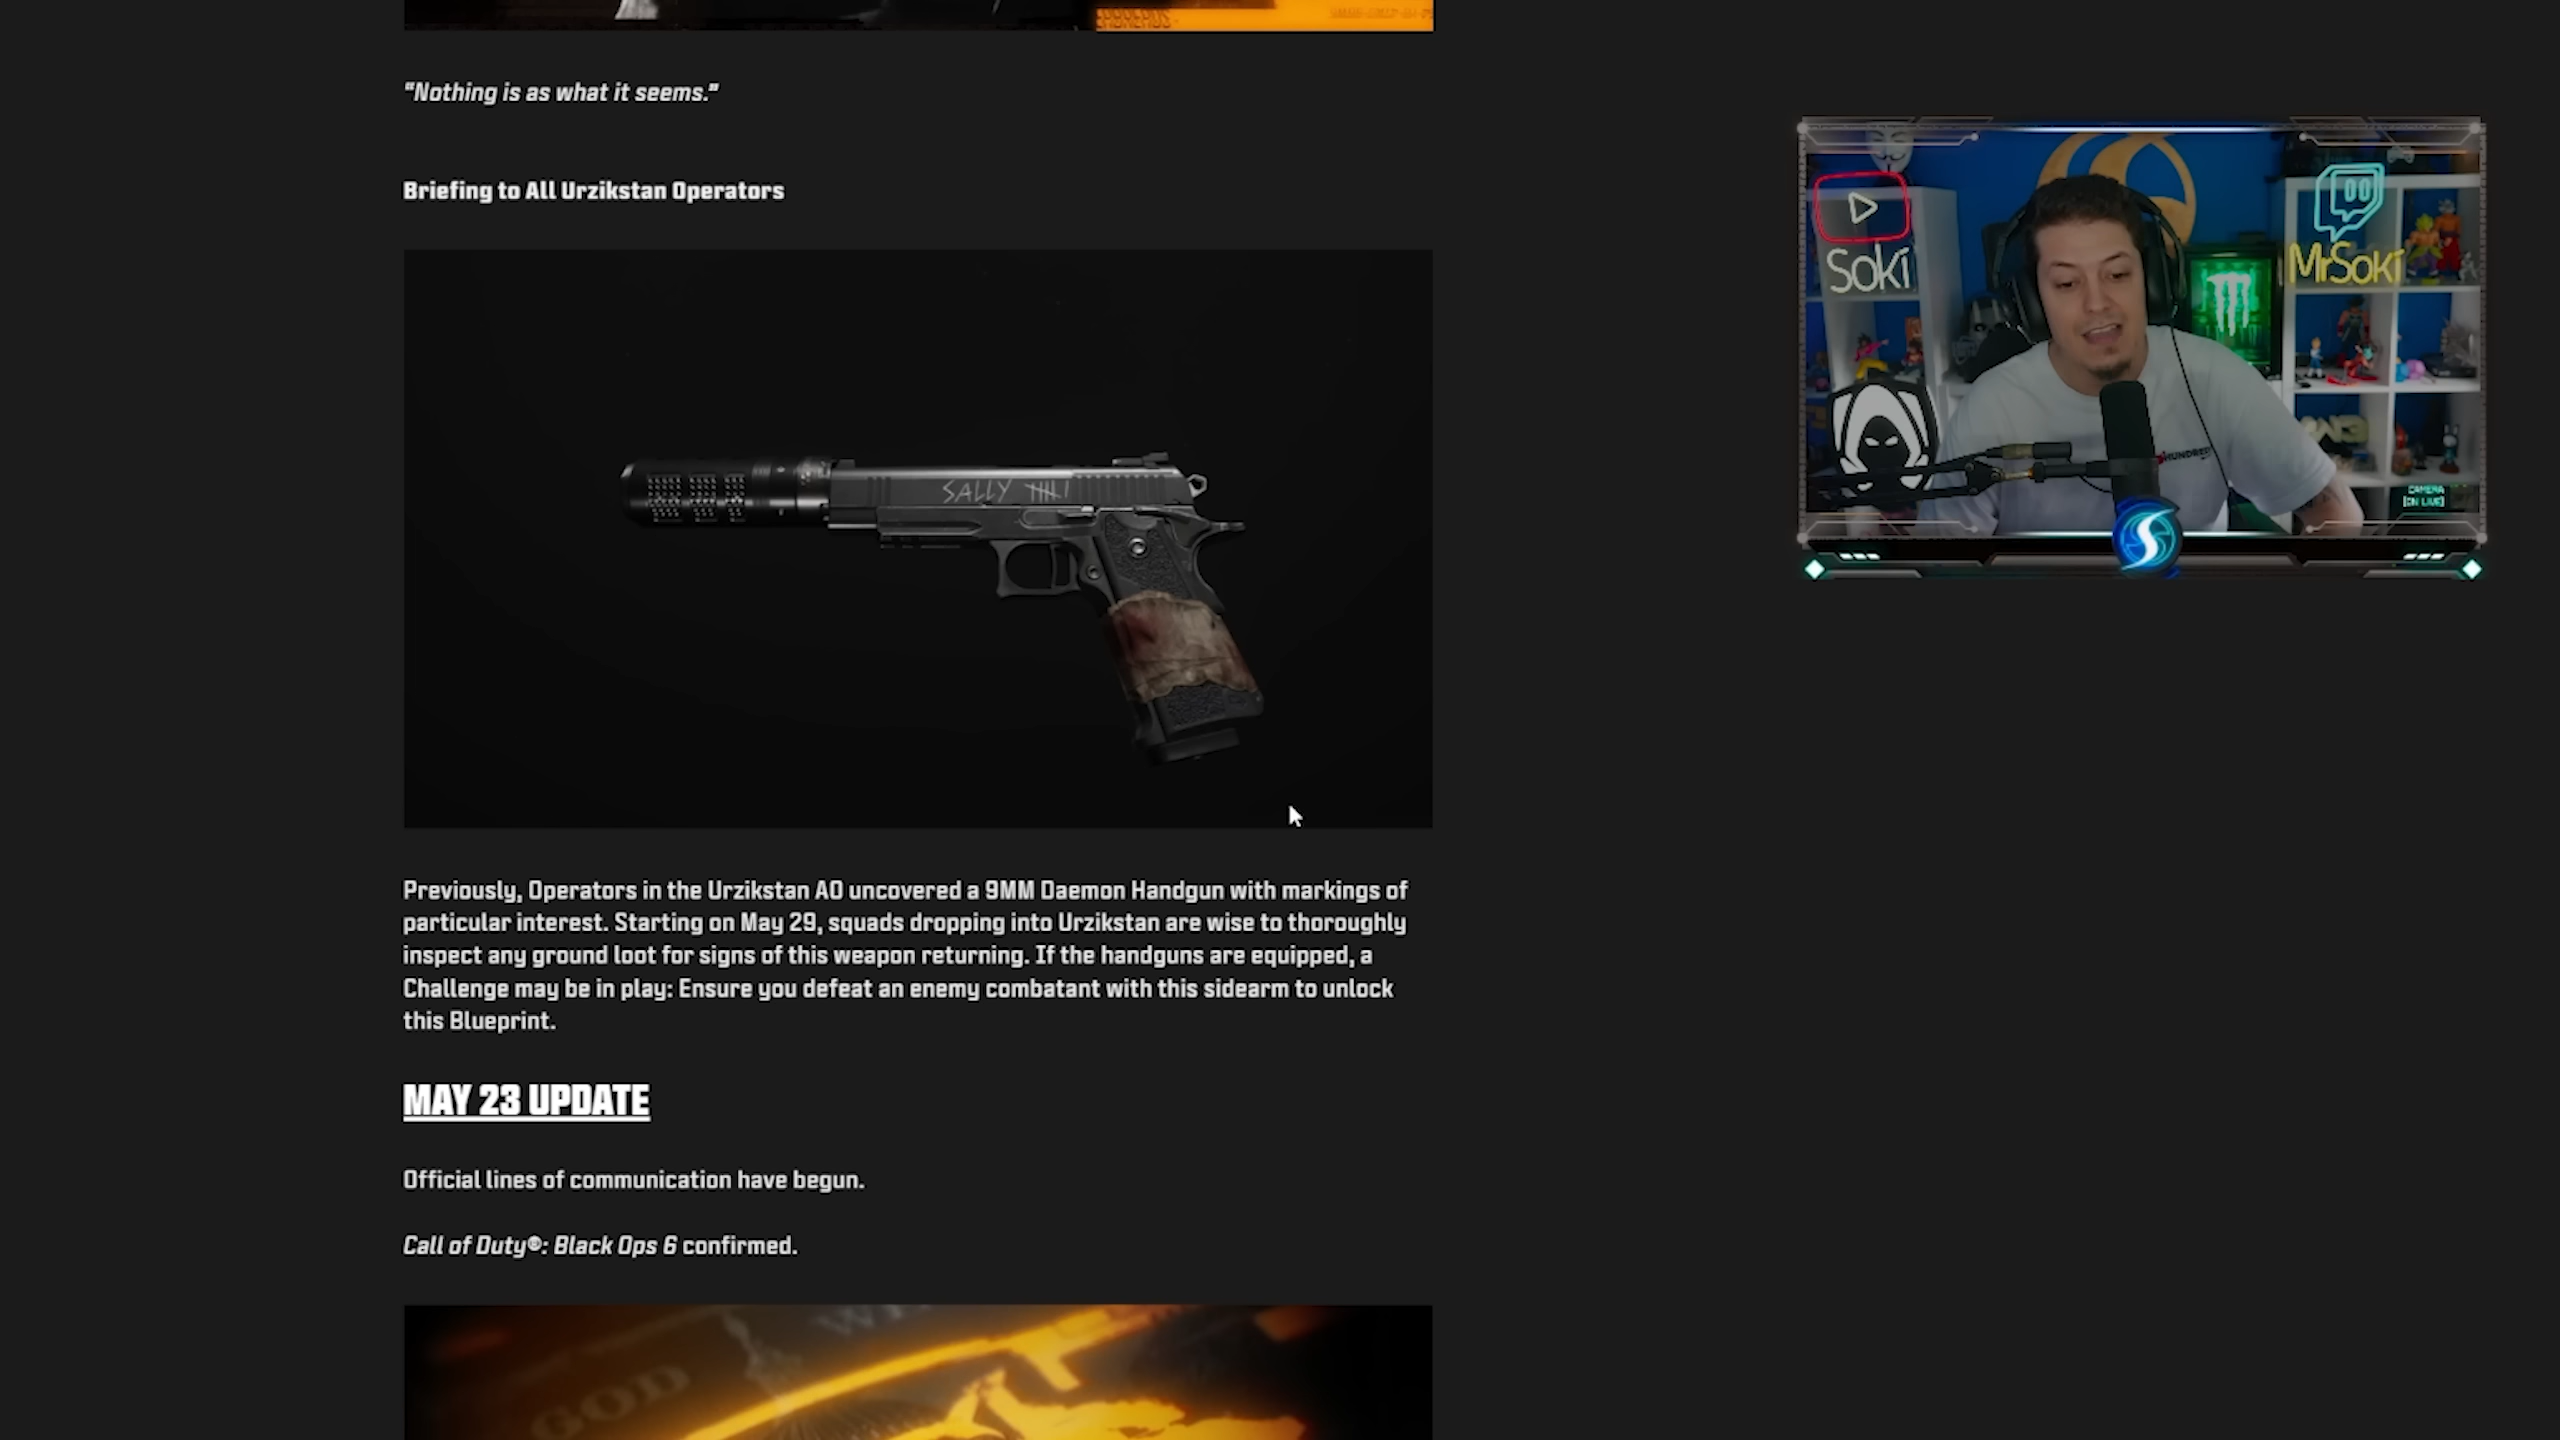 "Nothing is as what it seems."
Briefing to All Urzikstan Operators
SALLY
Soki
MrSoki
CAMERA
[ON LIVE]
Previously, Operators in the Urzikstan AO uncovered a 9MM Daemon Handgun with markings of
particular interest. Starting on May 29, squads dropping into Urzikstan are wise to thoroughly
inspect any ground loot for signs of this weapon returning. If the handguns are equipped, a
Challenge may be in play: Ensure you defeat an enemy combatant with this sidearm to unlock
this Blueprint.
MAY 23 UPDATE
Official lines of communication have begun.
Call of Duty®: Black Ops 6 confirmed.
GOD